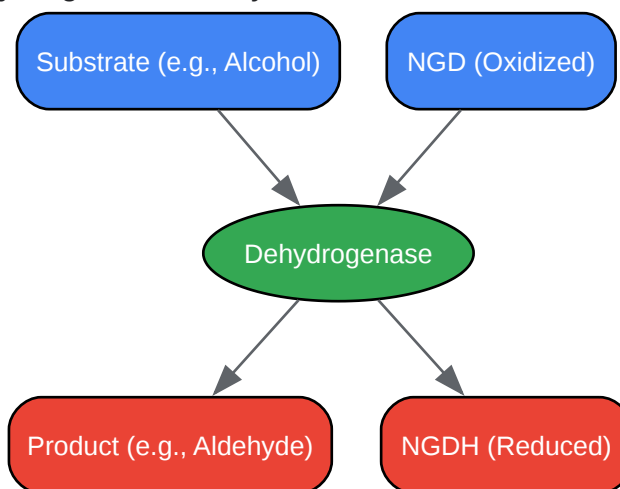 Substrate (e.g., Alcohol)
NGD (Oxidized)
Dehydrogenase
Product (e.g., Aldehyde)
NGDH (Reduced)